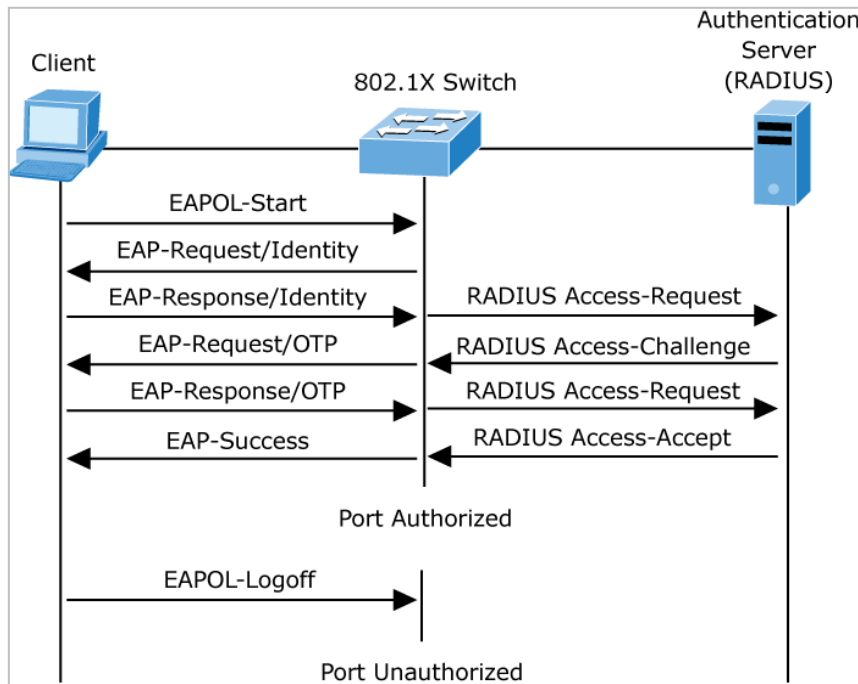 Authentication
Server
(RADIUS)
Client
802.1X Switch
EAPOL-Start
EAP-Request/Identity
EAP-Response/Identity
RADIUS Access-Request
EAP-Request/OTP
RADIUS Access-Challenge
EAP-Response/OTP
RADIUS Access-Request
EAP-Success
RADIUS Access-Accept
Port Authorized
EAPOL-Logoff
Port Unauthorized